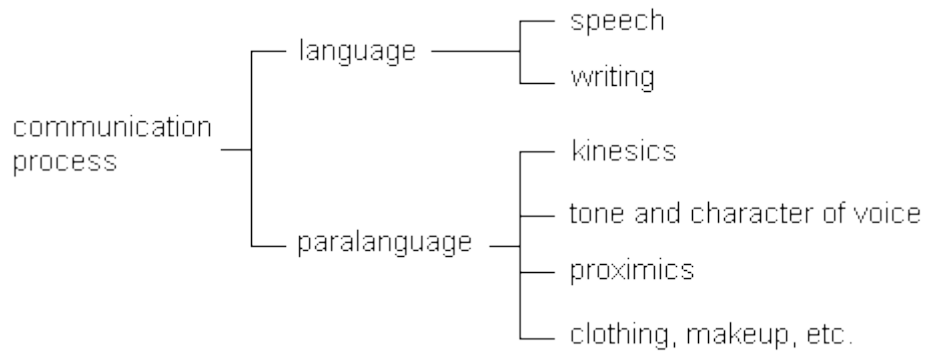 speech
language
writing
communication
process
kinesics
tone and character of voice
paralanguage
proximics
clothing, makeup, etc.